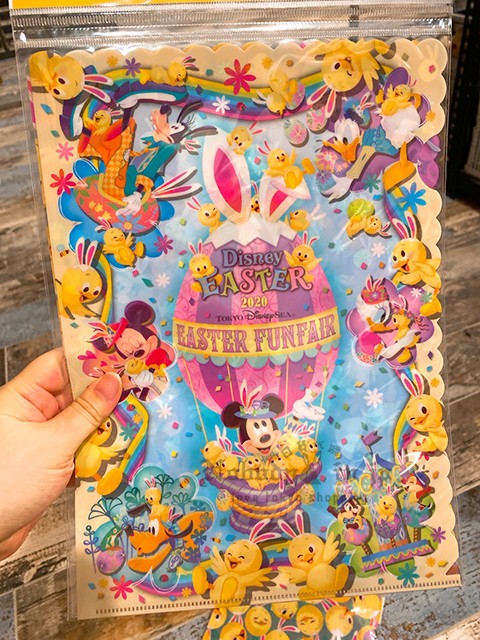 Disney
EASTER
2020
TOKYO DisneySEA
EASTER FUNFAIR